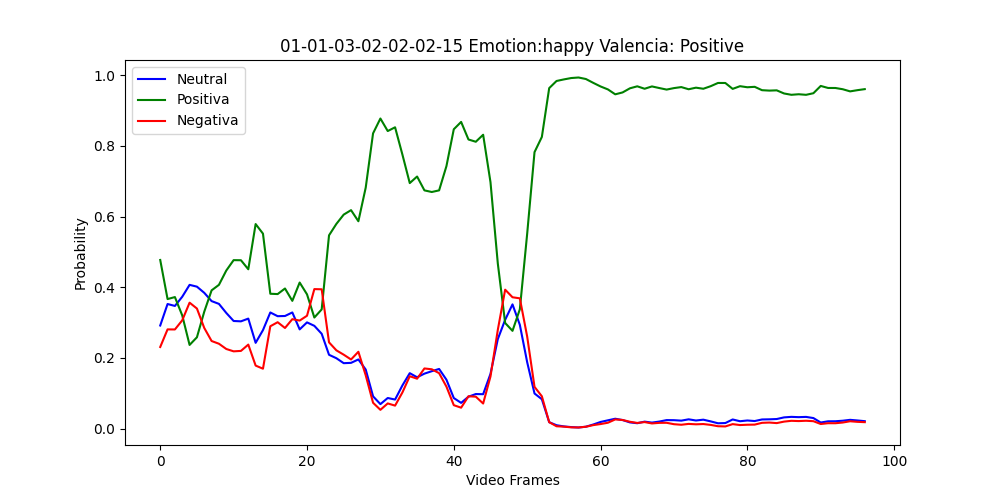 01-01-03-02-02-02-15 Emotion:happy Valencia: Positive
Neutral
Positiva
Negativa
1.0
0.8
0.6
0.4
0.2
0.0
Probability
0
20
40
60
80
100
Video Frames